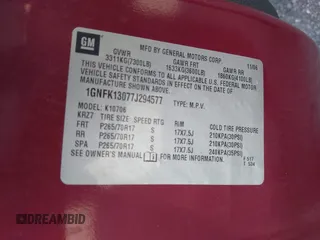 GM
MFD BY GENERAL MOTORS CORP
11/06
GVWR GAWR FRT GAWR RR
3311KG(7300LB) 1633KG(3600LB)
THIS VEHICLE CONFORMS TO ALL APPLICABLE U.S. FEDERAL MOTOR
VEHICLE SAFETY STANDARDS IN EFFECT ON THE DATE OF
MANUFACTURE SHOWN ABOVE.
1GNFK13077J294577
TYPE: M.P.V.
MODEL: K10706
KRZ7 TIRE SIZE SPEED RTG RIM COLD TIRE PRESSURE
FRT P265/70R17 S 17X7.5J 210KPA(30PSI)
RR P265/70R17 S 17X7.5J 210KPA(30PSI)
SPA P265/70R17 S 17X7.5J 240KPA(35PSI)
SEE OWNER'S MANUAL FOR MORE INFORMATION.
© DREAMBID